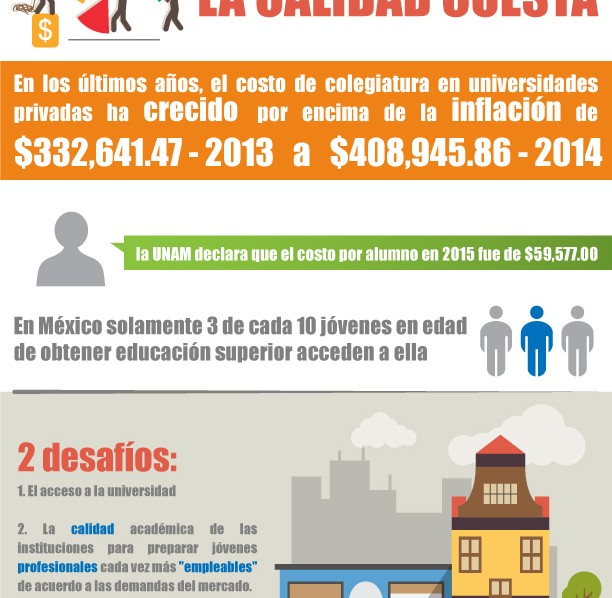 LA CALIDAD CUESTA
$
En los últimos años, el costo de colegiatura en universidades
privadas ha crecido por encima de la inflación de
$332,641.47 - 2013 a $408,945.86 - 2014
la UNAM declara que el costo por alumno en 2015 fue de $59,577.00
En México solamente 3 de cada 10 jóvenes en edad
de obtener educación superior acceden a ella
2 desafíos:
1. El acceso a la universidad
2. La calidad académica de las
instituciones para preparar jóvenes
profesionales cada vez más "empleables"
de acuerdo a las demandas del mercado.